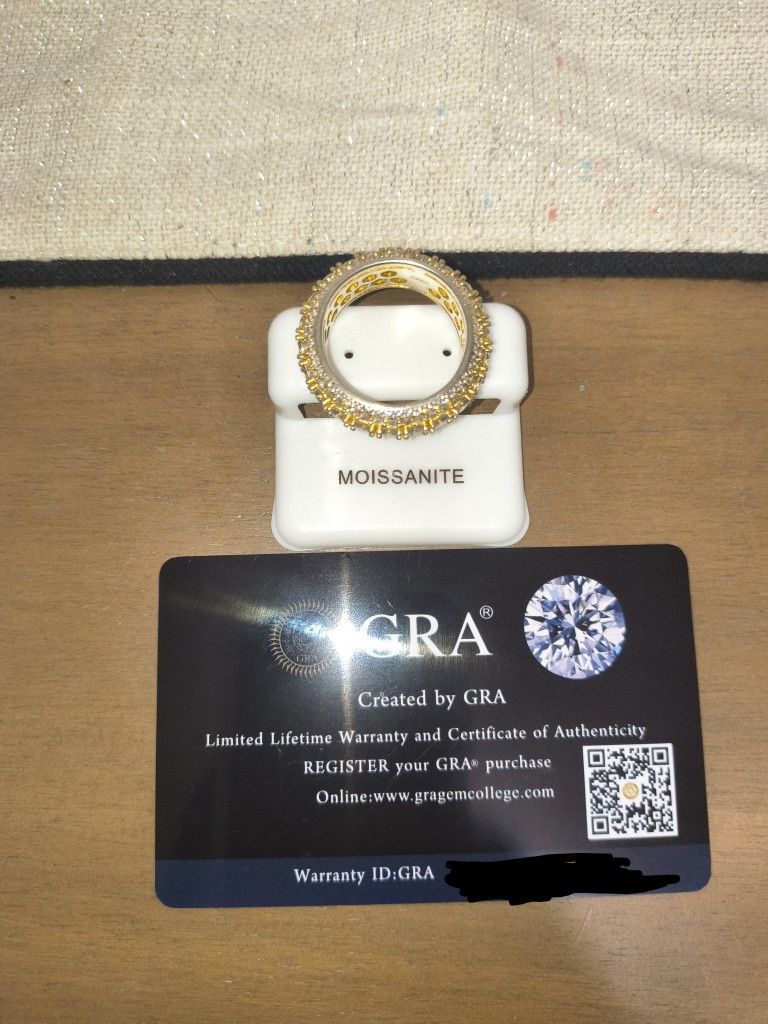 MOISSANITE
GRA®
GRA
Created by GRA
Limited Lifetime Warranty and Certificate of Authenticity
REGISTER your GRA® purchase
Online:www.gragemcollege.com
Warranty ID:GRA